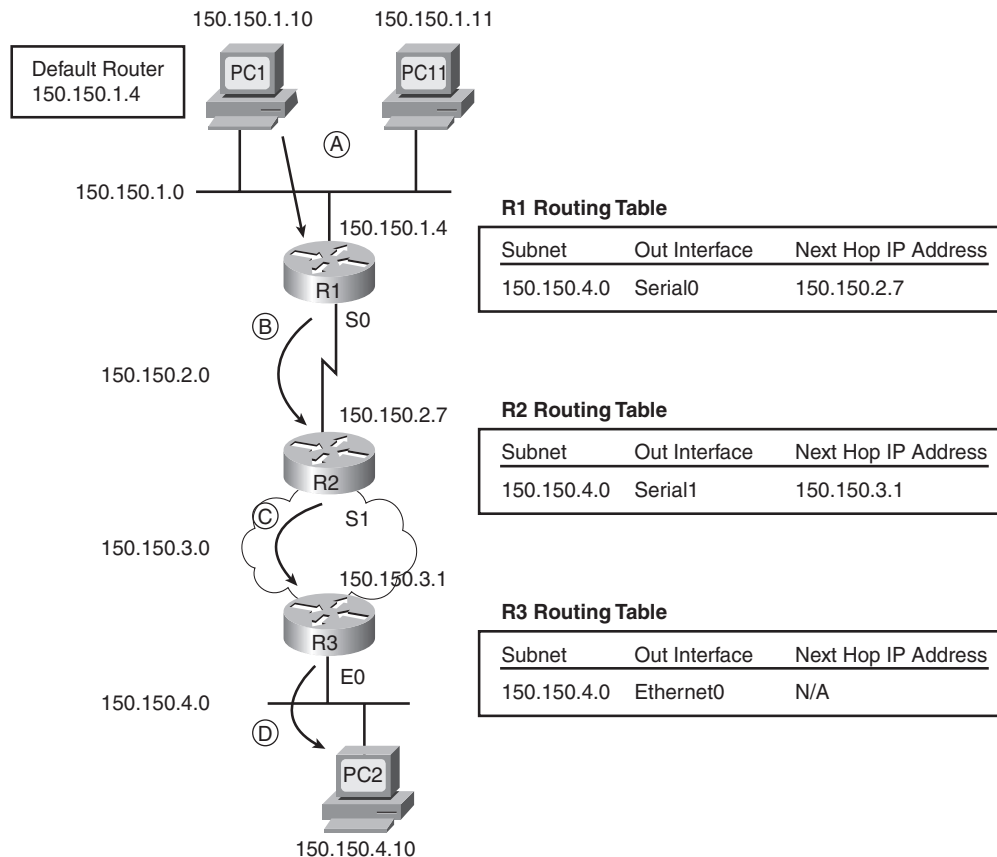 150.150.1.10
150.150.1.11
Default Router
150.150.1.4
PC1
PC11
A
150.150.1.0
150.150.1.4
R1
S0
B
150.150.2.0
150.150.2.7
R2
S1
C
150.150.3.0
150.150.3.1
R3
E0
150.150.4.0
D
PC2
150.150.4.10
R1 Routing Table
Subnet Out Interface Next Hop IP Address
150.150.4.0 Serial0 150.150.2.7
R2 Routing Table
Subnet Out Interface Next Hop IP Address
150.150.4.0 Serial1 150.150.3.1
R3 Routing Table
Subnet Out Interface Next Hop IP Address
150.150.4.0 Ethernet0 N/A